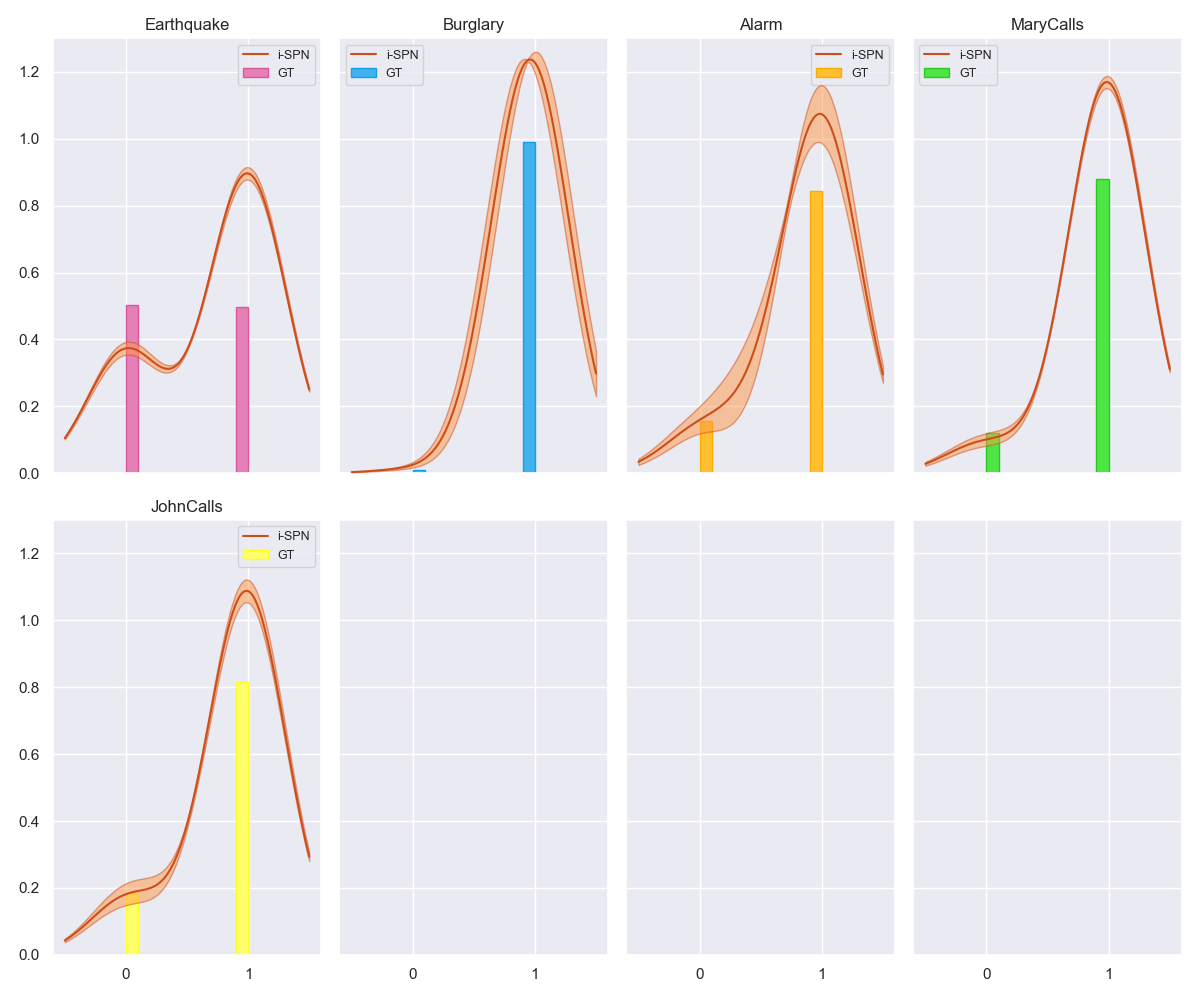 Earthquake
Burglary
Alarm
MaryCalls
i-SPN
GT
i-SPN
GT
i-SPN
GT
i-SPN
GT
1.2
1.0
0.8
0.6
0.4
0.2
0.0
JohnCalls
i-SPN
GT
1.2
1.0
0.8
0.6
0.4
0.2
0.0
0 1
0 1
0 1
0 1